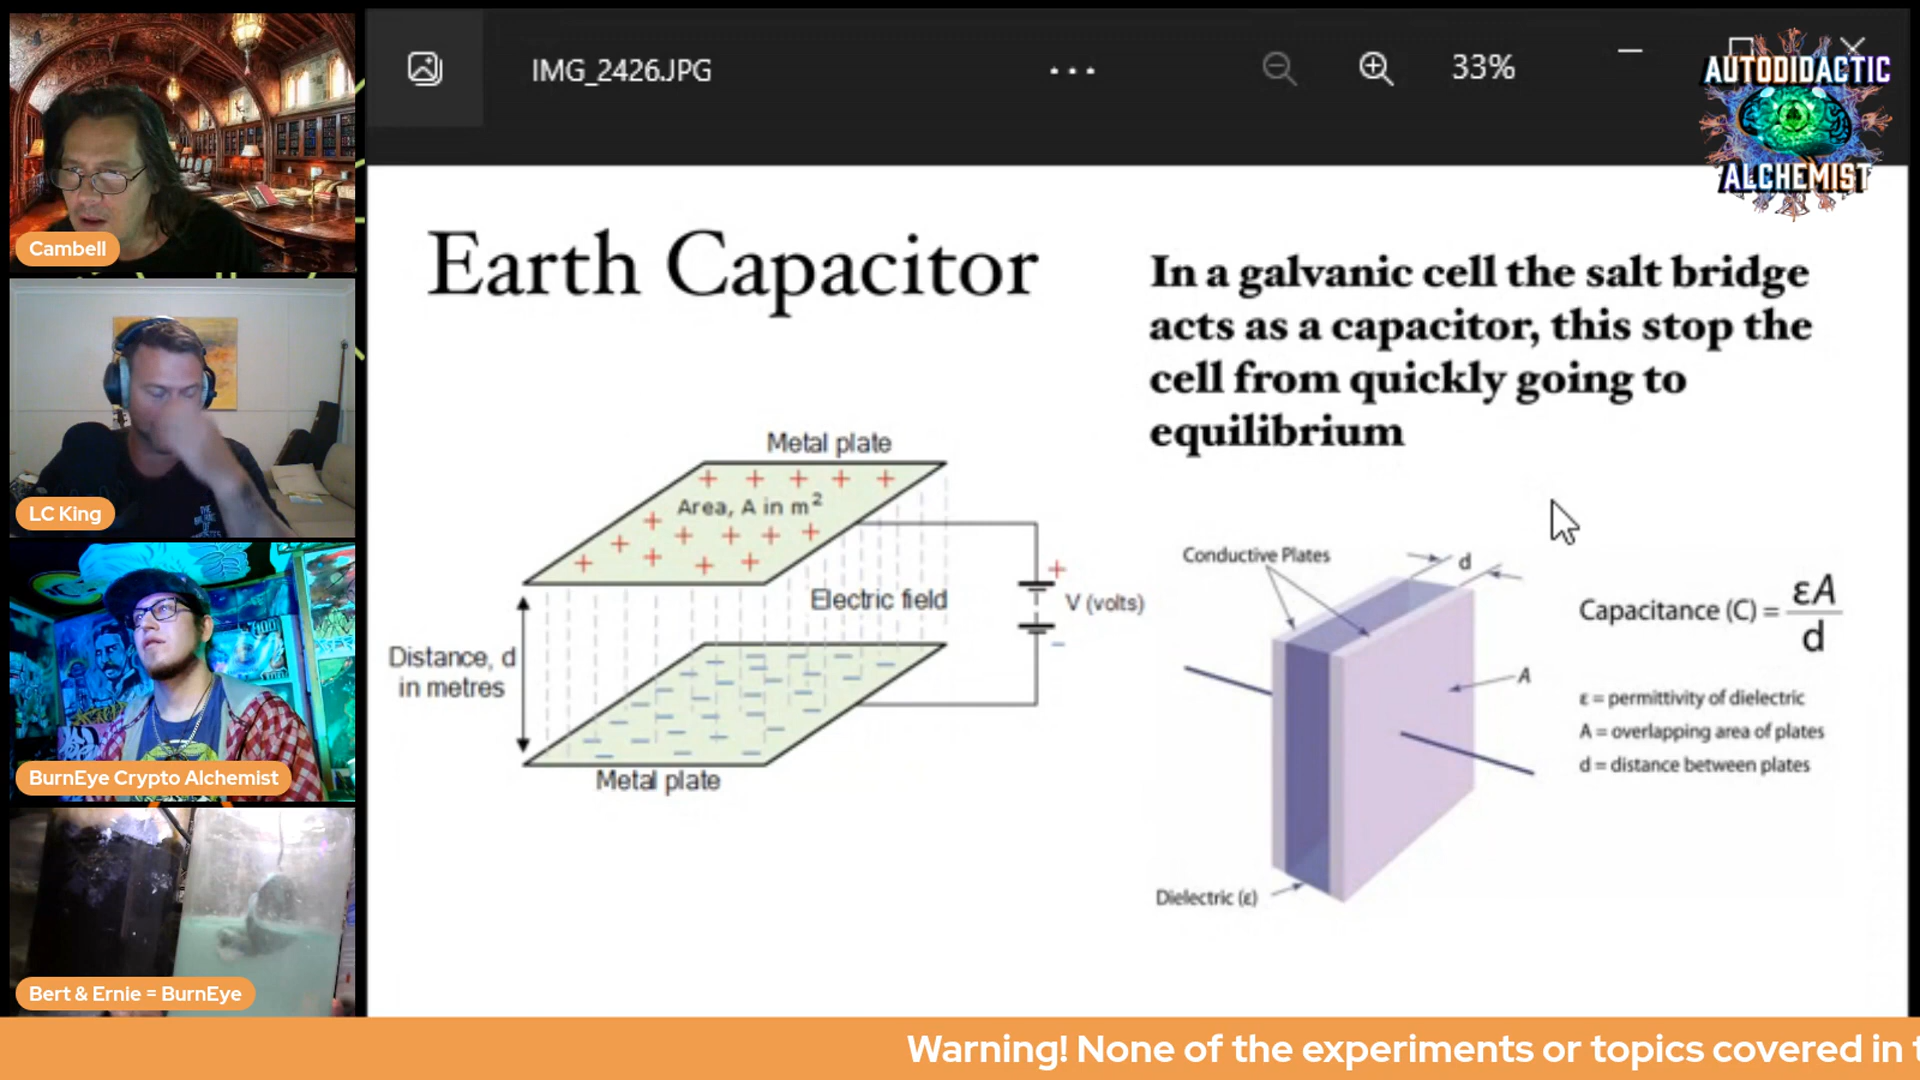 IMG_2426.JPG
33%
AUTODIDACTIC
ALCHEMIST
Cambell
LC King
BurnEye Crypto Alchemist
Bert & Ernie = BurnEye
Earth Capacitor
Metal plate
Area, A in m²
Electric field
+
V (volts)
-
Distance, d
in metres
Metal plate
In a galvanic cell the salt bridge
acts as a capacitor, this stop the
cell from quickly going to
equilibrium
Conductive Plates
d
A
Dielectric (ε)
Capacitance (C) = εA
d
ε = permittivity of dielectric
A = overlapping area of plates
d = distance between plates
Warning! None of the experiments or topics covered in